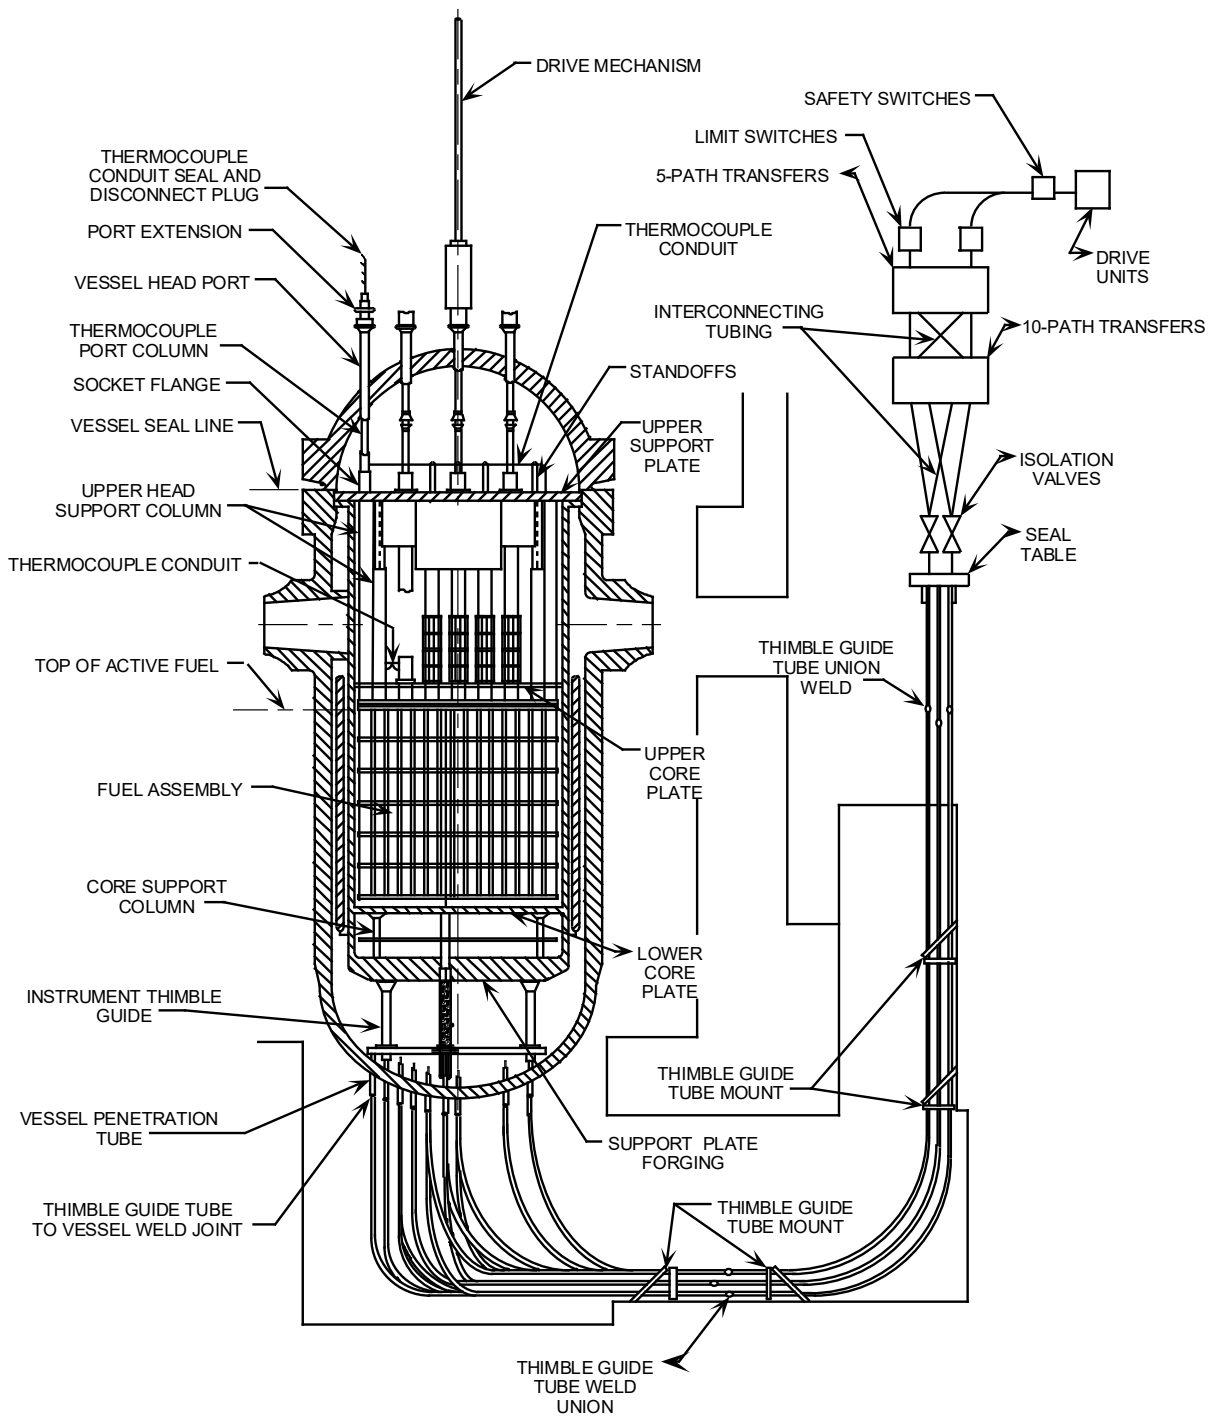 DRIVE MECHANISM
SAFETY SWITCHES
LIMIT SWITCHES
5-PATH TRANSFERS
THERMOCOUPLE
CONDUIT SEAL AND
DISCONNECT PLUG
PORT EXTENSION
THERMOCOUPLE
CONDUIT
DRIVE
UNITS
VESSEL HEAD PORT
INTERCONNECTING
TUBING
10-PATH TRANSFERS
THERMOCOUPLE
PORT COLUMN
SOCKET FLANGE
STANDOFFS
VESSEL SEAL LINE
UPPER
SUPPORT
PLATE
ISOLATION
VALVES
UPPER HEAD
SUPPORT COLUMN
SEAL
TABLE
THERMOCOUPLE CONDUIT
TOP OF ACTIVE FUEL
THIMBLE GUIDE
TUBE UNION
WELD
UPPER
CORE
PLATE
FUEL ASSEMBLY
CORE SUPPORT
COLUMN
LOWER
CORE
PLATE
INSTRUMENT THIMBLE
GUIDE
THIMBLE GUIDE
TUBE MOUNT
VESSEL PENETRATION
TUBE
SUPPORT PLATE
FORGING
THIMBLE GUIDE TUBE
TO VESSEL WELD JOINT
THIMBLE GUIDE
TUBE MOUNT
THIMBLE GUIDE
TUBE WELD
UNION